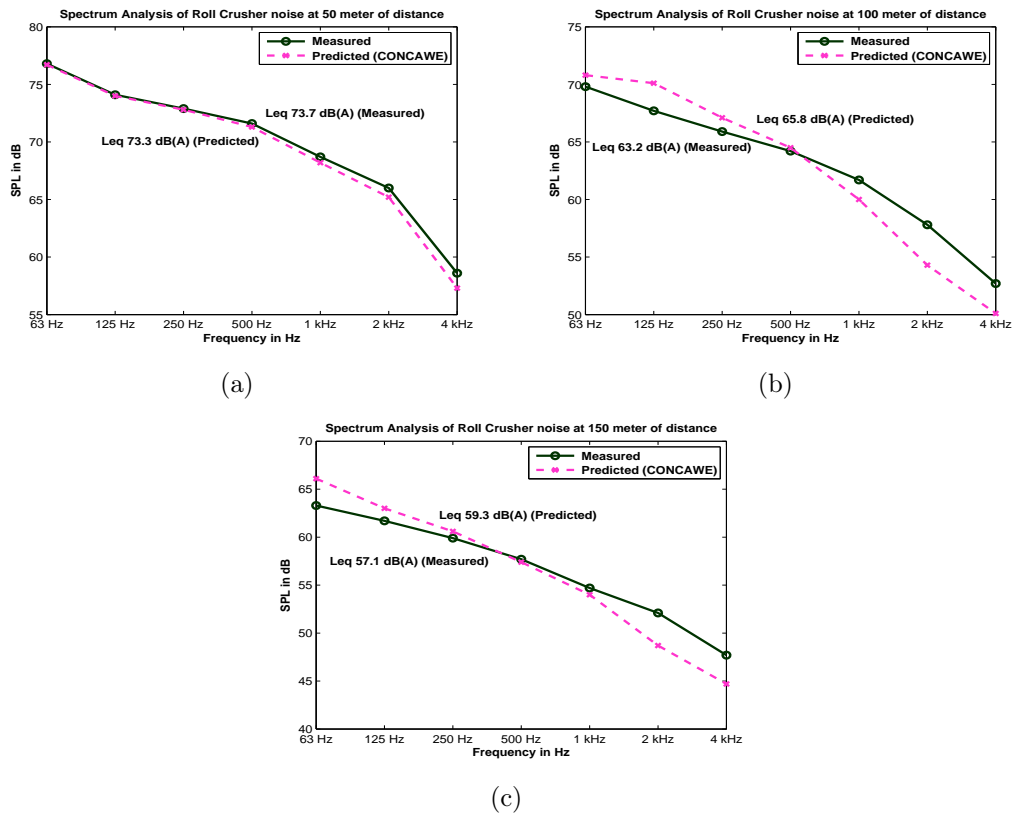 Spectrum Analysis of Roll Crusher noise at 50 meter of distance
80
75
70
65
60
55
SPL in dB
Measured
Predicted (CONCAWE)
Leq 73.7 dB(A) (Measured)
Leq 73.3 dB(A) (Predicted)
63 Hz 125 Hz 250 Hz 500 Hz 1 kHz 2 kHz 4 kHz
Frequency in Hz
(a)
Spectrum Analysis of Roll Crusher noise at 100 meter of distance
75
70
65
60
55
50
SPL in dB
Measured
Predicted (CONCAWE)
Leq 65.8 dB(A) (Predicted)
Leq 63.2 dB(A) (Measured)
63 Hz 125 Hz 250 Hz 500 Hz 1 kHz 2 kHz 4 kHz
Frequency in Hz
(b)
Spectrum Analysis of Roll Crusher noise at 150 meter of distance
70
65
60
55
50
45
40
SPL in dB
Measured
Predicted (CONCAWE)
Leq 59.3 dB(A) (Predicted)
Leq 57.1 dB(A) (Measured)
63 Hz 125 Hz 250 Hz 500 Hz 1 kHz 2 kHz 4 kHz
Frequency in Hz
(c)